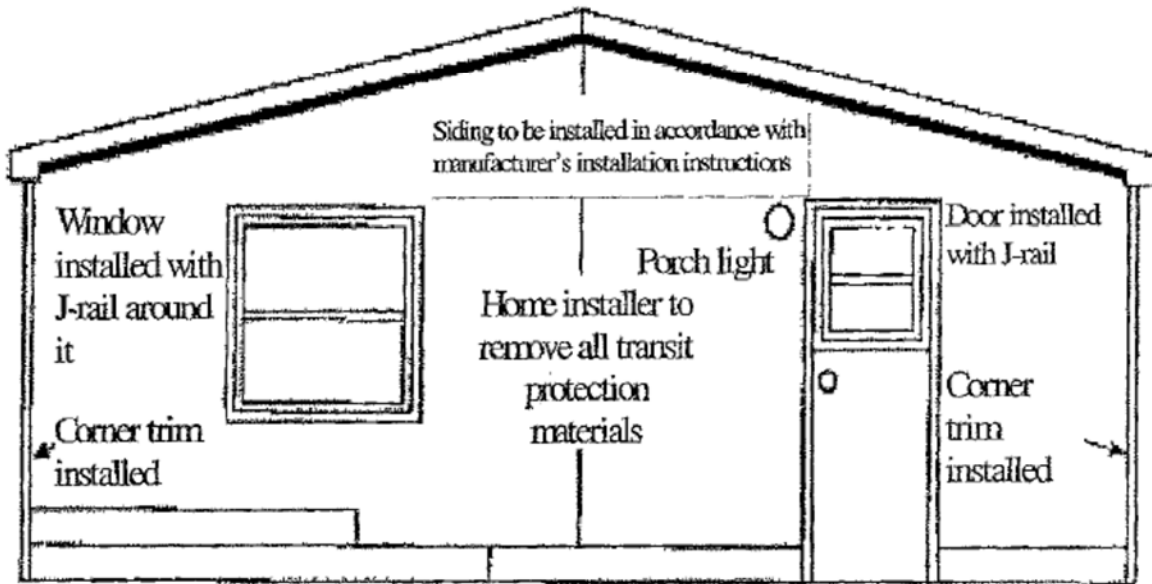 Siding to be installed in accordance with
manufacturer's installation instructions
Window
installed with
J-rail around
it
Corner trim
installed
Porch light
Home installer to
remove all transit
protection
materials
Door installed
with J-rail
Corner
trim
installed